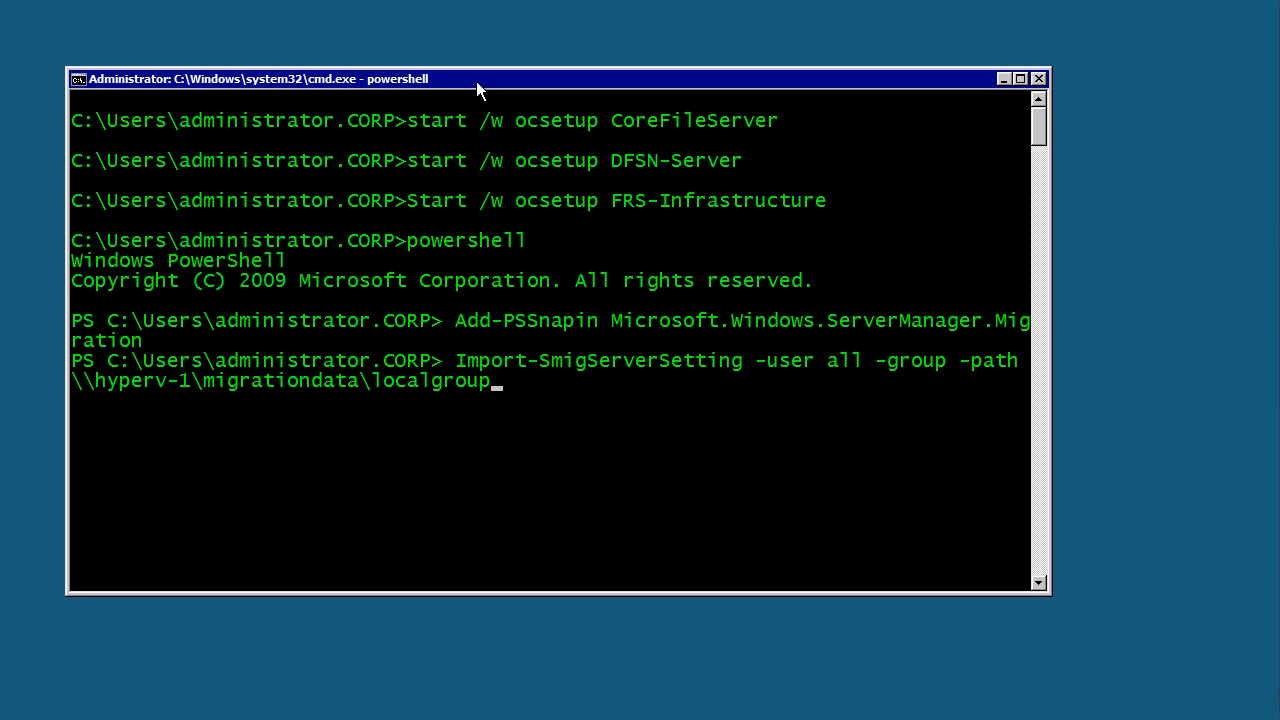 Administrator: C:\Windows\system32\cmd.exe - powershell
C:\Users\administrator.CORP>start /w ocsetup CoreFileServer
C:\Users\administrator.CORP>start /w ocsetup DFSN-Server
C:\Users\administrator.CORP>Start /w ocsetup FRS-Infrastructure
C:\Users\administrator.CORP>powershell
Windows PowerShell
Copyright (C) 2009 Microsoft Corporation. All rights reserved.
PS C:\Users\administrator.CORP> Add-PSSnapin Microsoft.Windows.ServerManager.Mig
ration
PS C:\Users\administrator.CORP> Import-SmigServerSetting -user all -group -path
\\hyperv-1\migrationdata\localgroup